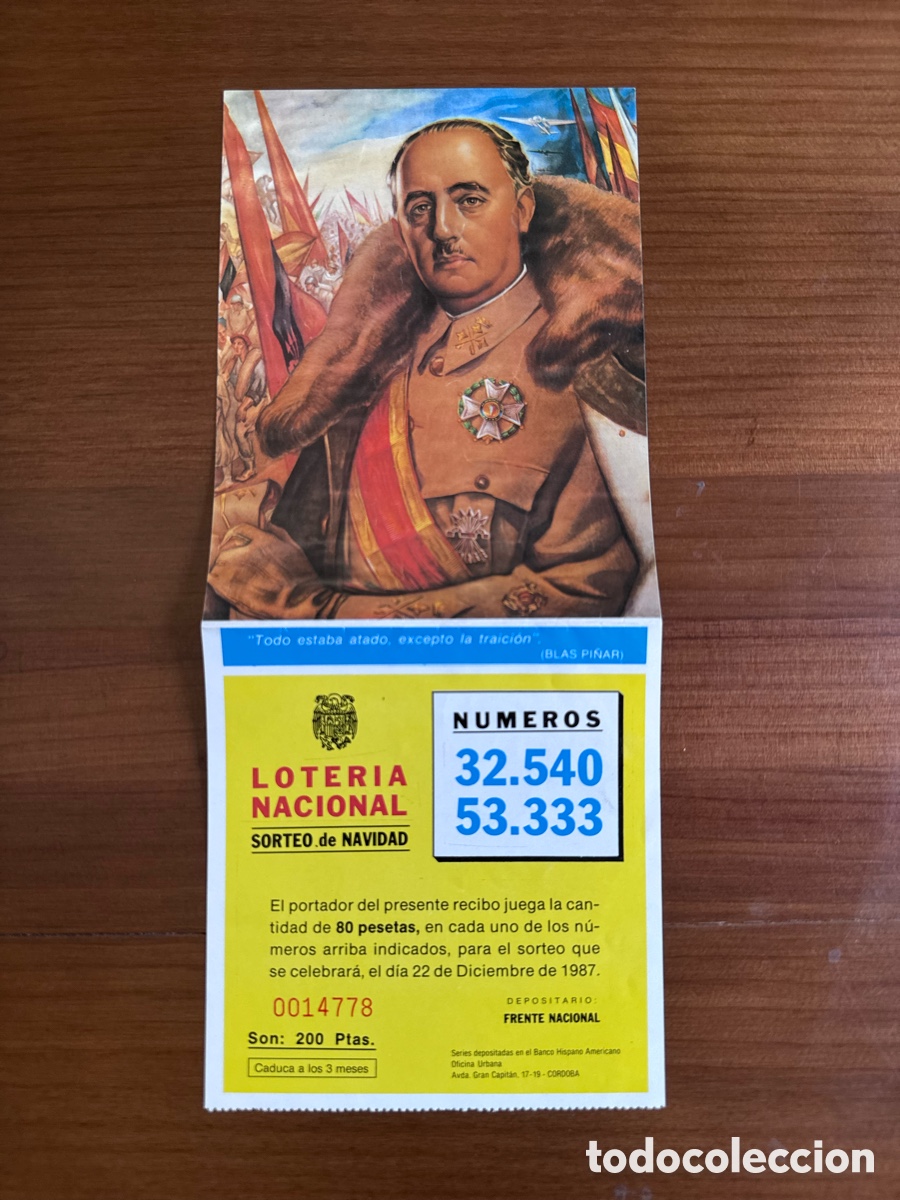 "Todo estaba atado, excepto la traición".
(BLAS PIÑAR)
LOTERIA
NACIONAL
SORTEO de NAVIDAD
NUMEROS
32.540
53.333
El portador del presente recibo juega la can-
tidad de 80 pesetas, en cada uno de los nú-
meros arriba indicados, para el sorteo que
se celebrará, el día 22 de Diciembre de 1987.
0014778
Son: 200 Ptas.
Caduca a los 3 meses
DEPOSITARIO:
FRENTE NACIONAL
Series depositadas en el Banco Hispano Americano
Oficina Urbana
Avda. Gran Capitán, 17-19 - CORDOBA
todocoleccion